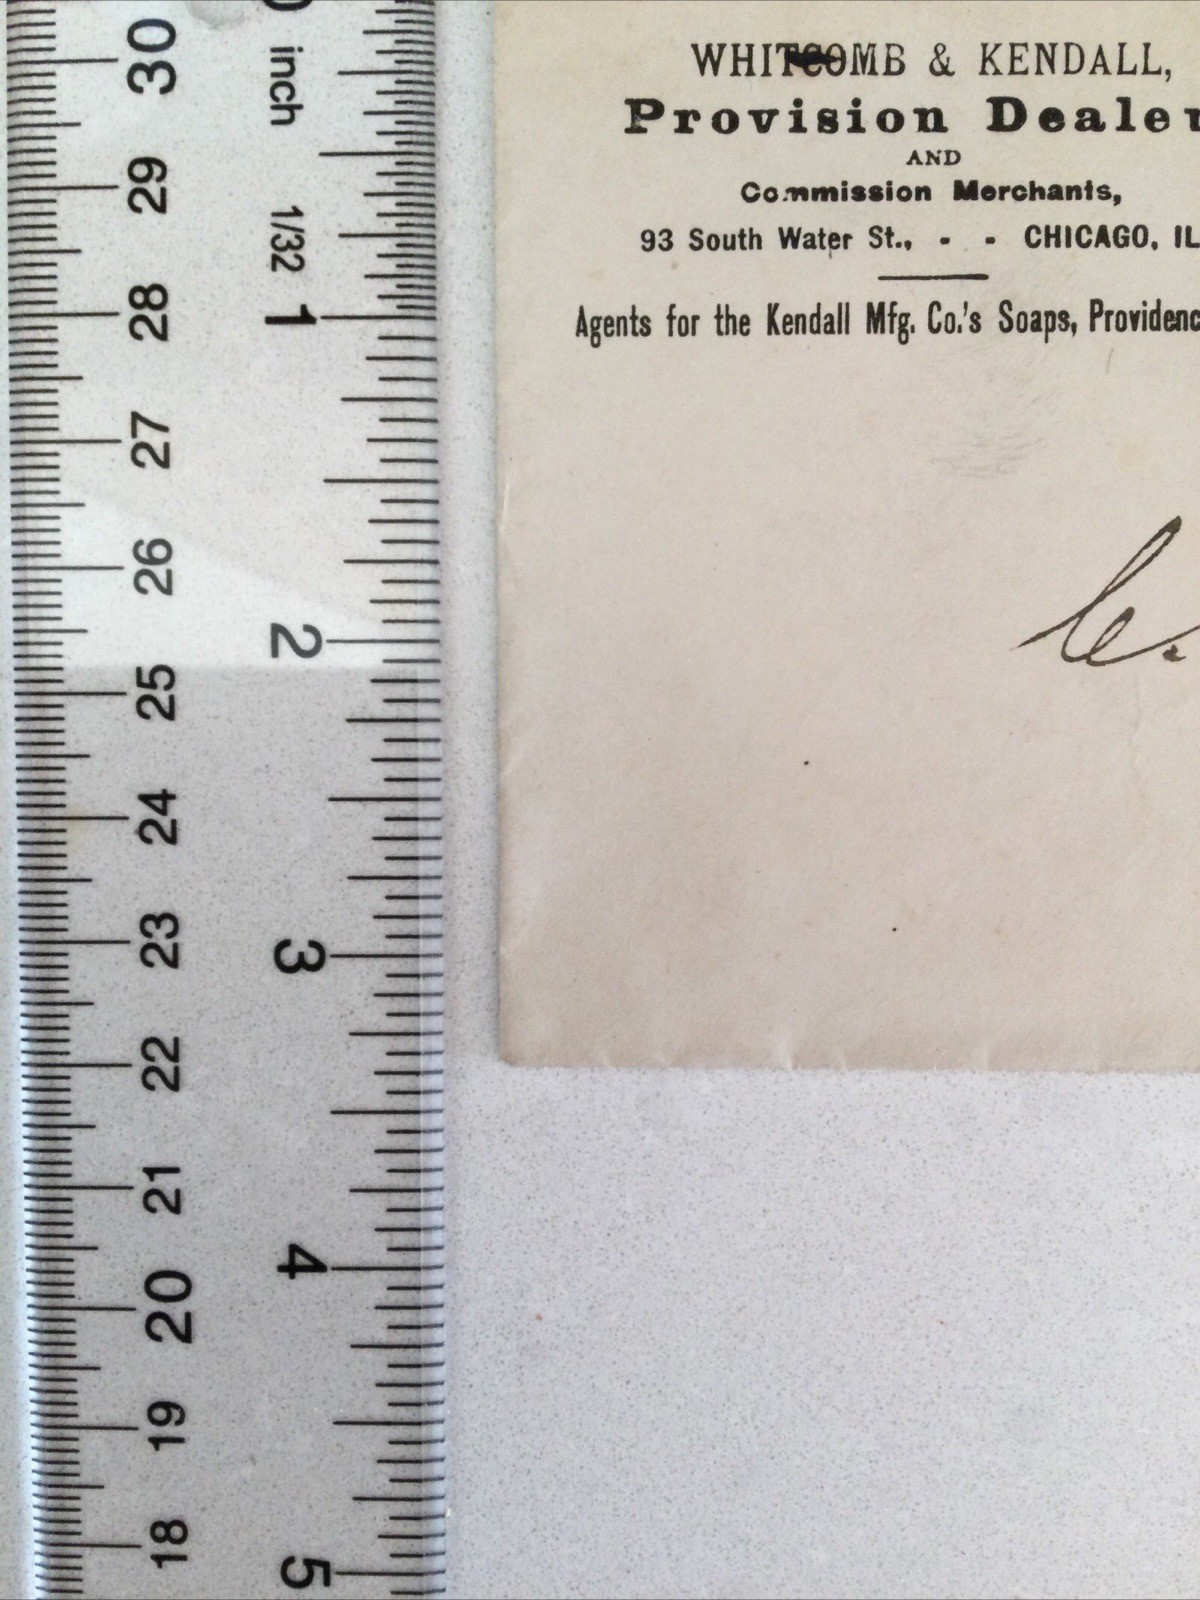 WHITCOMB & KENDALL,
Provision Dealer
AND
Commission Merchants,
93 South Water St., - - CHICAGO, IL
Agents for the Kendall Mfg. Co.'s Soaps, Providenc
C.
0 inch 1/32
1
2
3
4
5
30
29
28
27
26
25
24
23
22
21
20
19
18